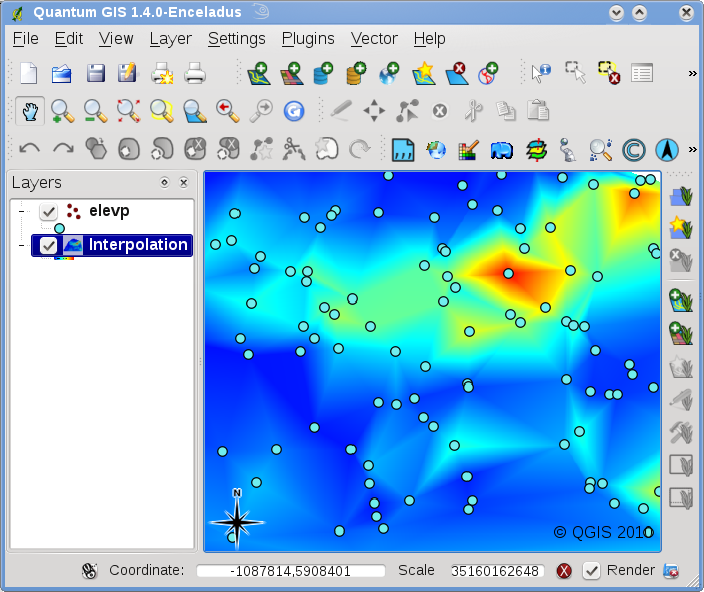 Quantum GIS 1.4.0-Enceladus
File Edit View Layer Settings Plugins Vector Help
»
»
Layers
elevp
Interpolation
N
© QGIS 2010
Coordinate: -1087814,5908401 Scale 35160162648 Render